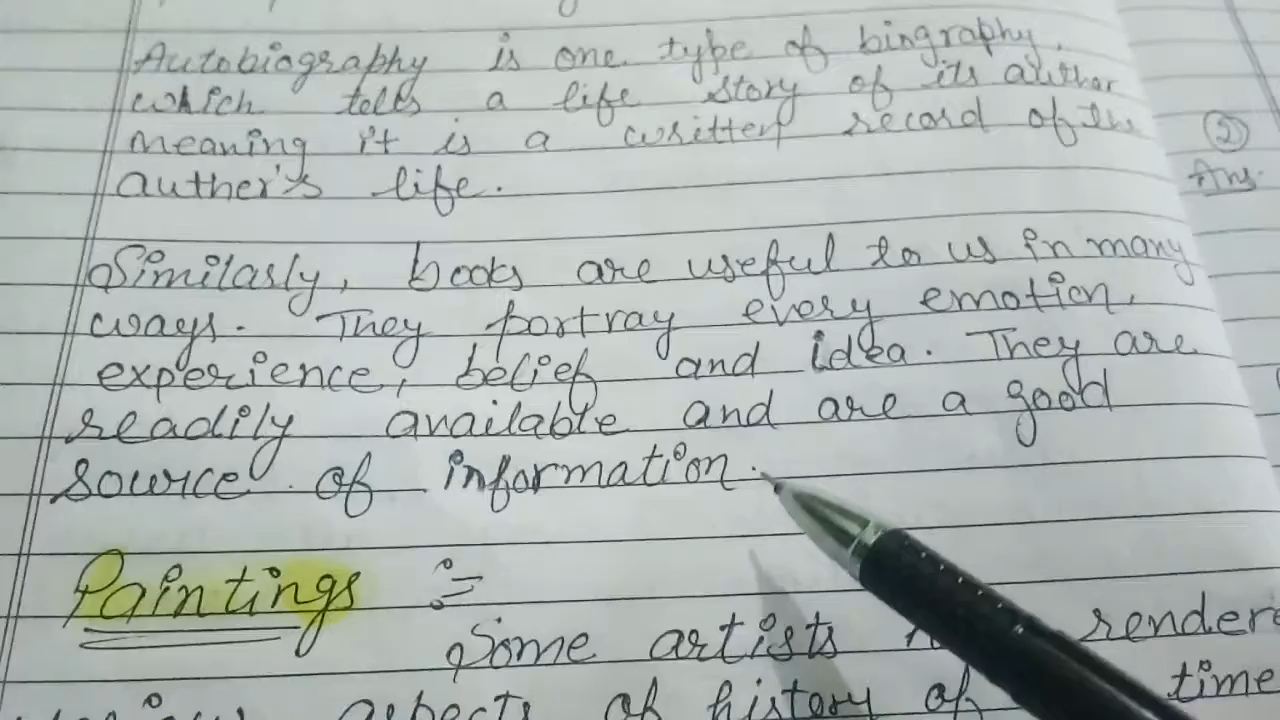 Autobiography is one type of biography.
which tells a life story of its author
meaning it is a written record of the
auther's life.
Similarly, books are useful to us in many
ways. They portray every emotion,
experience, belief and idea. They are
readily available and are a good
source of information.
Paintings :=
Some artists renderi
aspects of history of time
②
Ans.